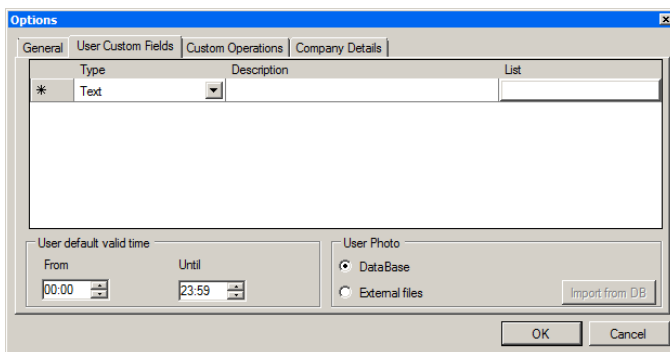 Options
General User Custom Fields Custom Operations Company Details
Type Description List
* Text
User default valid time User Photo
From Until DataBase
00:00 23:59 External files Import from DB
OK Cancel